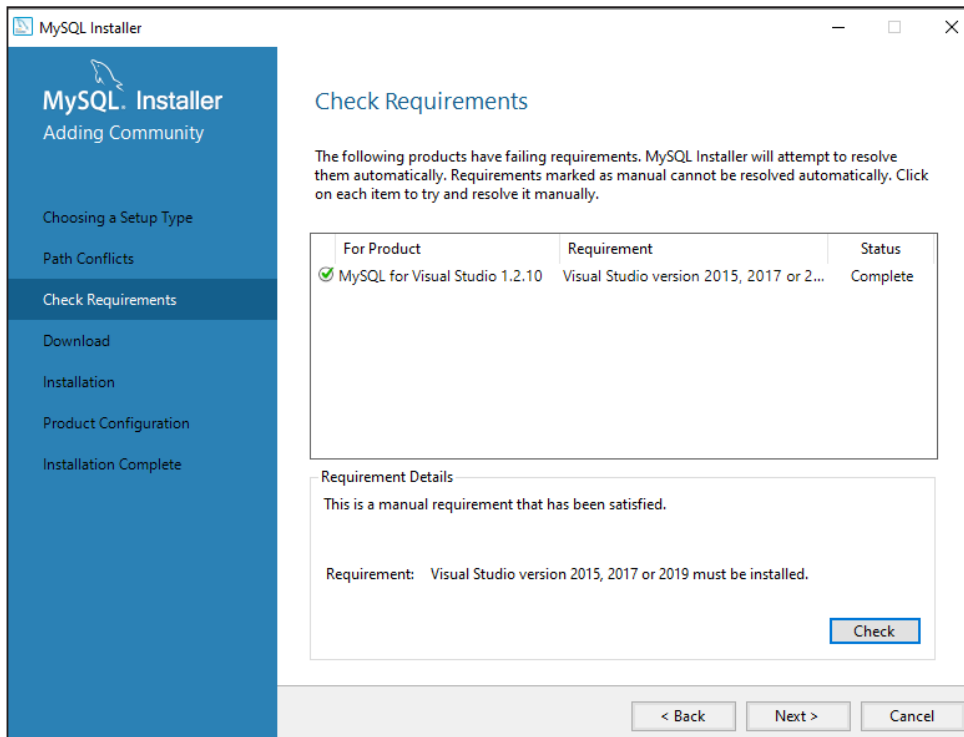 MySQL Installer
MySQL. Installer
Adding Community
Choosing a Setup Type
Path Conflicts
Check Requirements
Download
Installation
Product Configuration
Installation Complete
Check Requirements
The following products have failing requirements. MySQL Installer will attempt to resolve
them automatically. Requirements marked as manual cannot be resolved automatically. Click
on each item to try and resolve it manually.
For Product Requirement Status
MySQL for Visual Studio 1.2.10 Visual Studio version 2015, 2017 or 2... Complete
Requirement Details
This is a manual requirement that has been satisfied.
Requirement: Visual Studio version 2015, 2017 or 2019 must be installed.
Check
< Back Next > Cancel